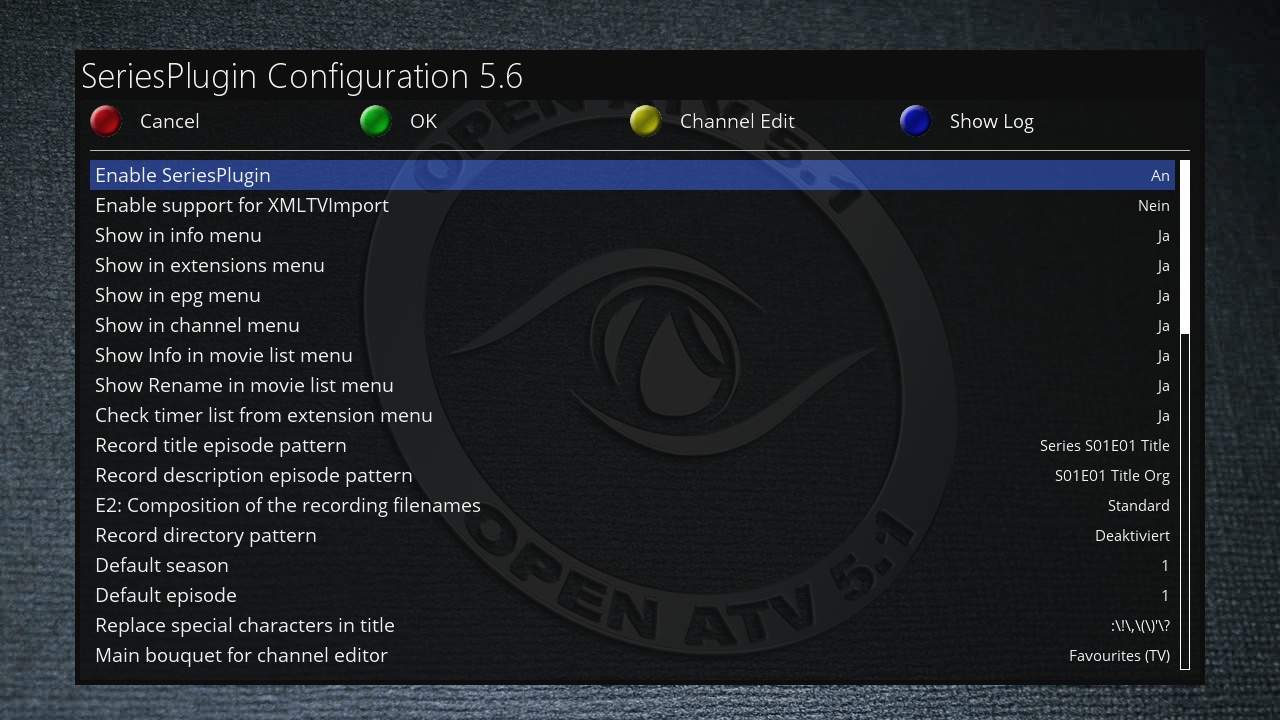 SeriesPlugin Configuration 5.6
Cancel OK Channel Edit Show Log
Enable SeriesPlugin An
Enable support for XMLTVImport Nein
Show in info menu Ja
Show in extensions menu Ja
Show in epg menu Ja
Show in channel menu Ja
Show Info in movie list menu Ja
Show Rename in movie list menu Ja
Check timer list from extension menu Ja
Record title episode pattern Series S01E01 Title
Record description episode pattern S01E01 Title Org
E2: Composition of the recording filenames Standard
Record directory pattern Deaktiviert
Default season 1
Default episode 1
Replace special characters in title :\!\,\(\)'\?
Main bouquet for channel editor Favourites (TV)
OPEN ATV 5.1
OPEN ATV 5.1